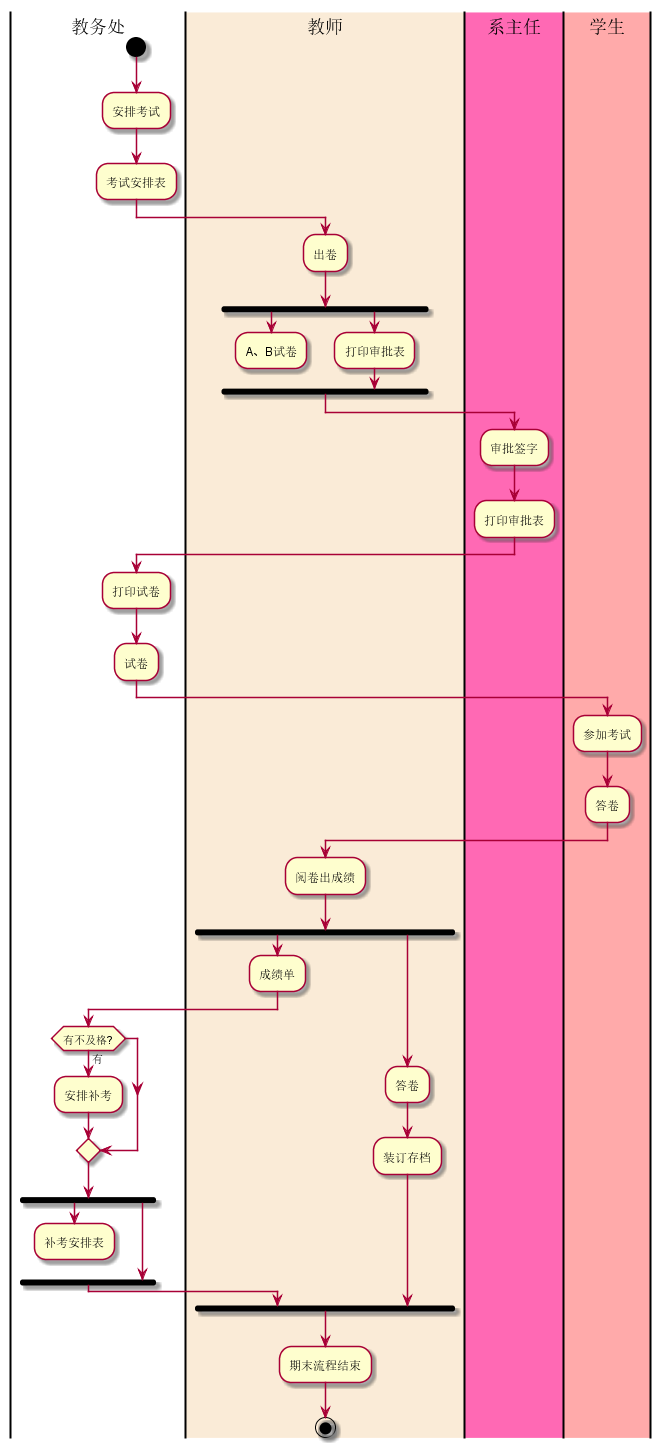 教务处
教师
系主任
学生
安排考试
考试安排表
出卷
A、B试卷
打印审批表
审批签字
打印审批表
打印试卷
试卷
参加考试
答卷
阅卷出成绩
成绩单
有不及格?
有
安排补考
答卷
装订存档
补考安排表
期末流程结束